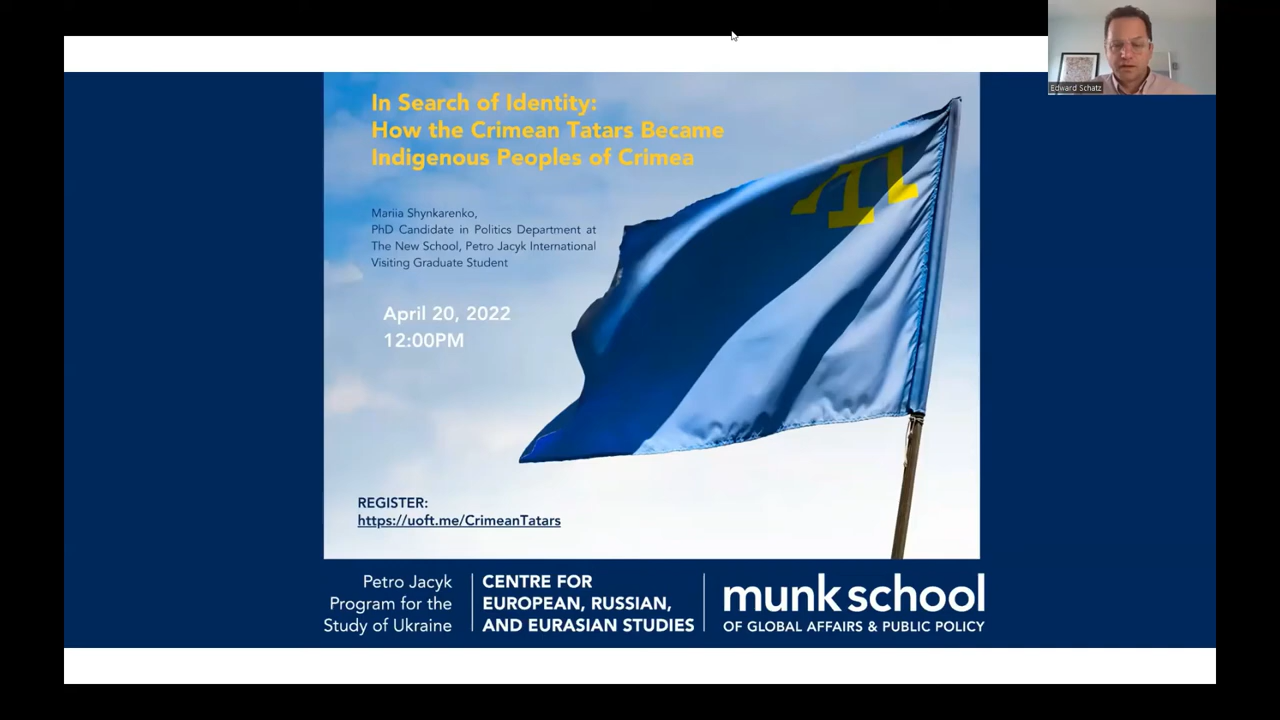 Edward Schatz
In Search of Identity:
How the Crimean Tatars Became
Indigenous Peoples of Crimea
Mariia Shynkarenko,
PhD Candidate in Politics Department at
The New School, Petro Jacyk International
Visiting Graduate Student
April 20, 2022
12:00PM
REGISTER:
https://uoft.me/CrimeanTatars
Petro Jacyk
Program for the
Study of Ukraine
CENTRE FOR
EUROPEAN, RUSSIAN,
AND EURASIAN STUDIES
munk school
OF GLOBAL AFFAIRS & PUBLIC POLICY